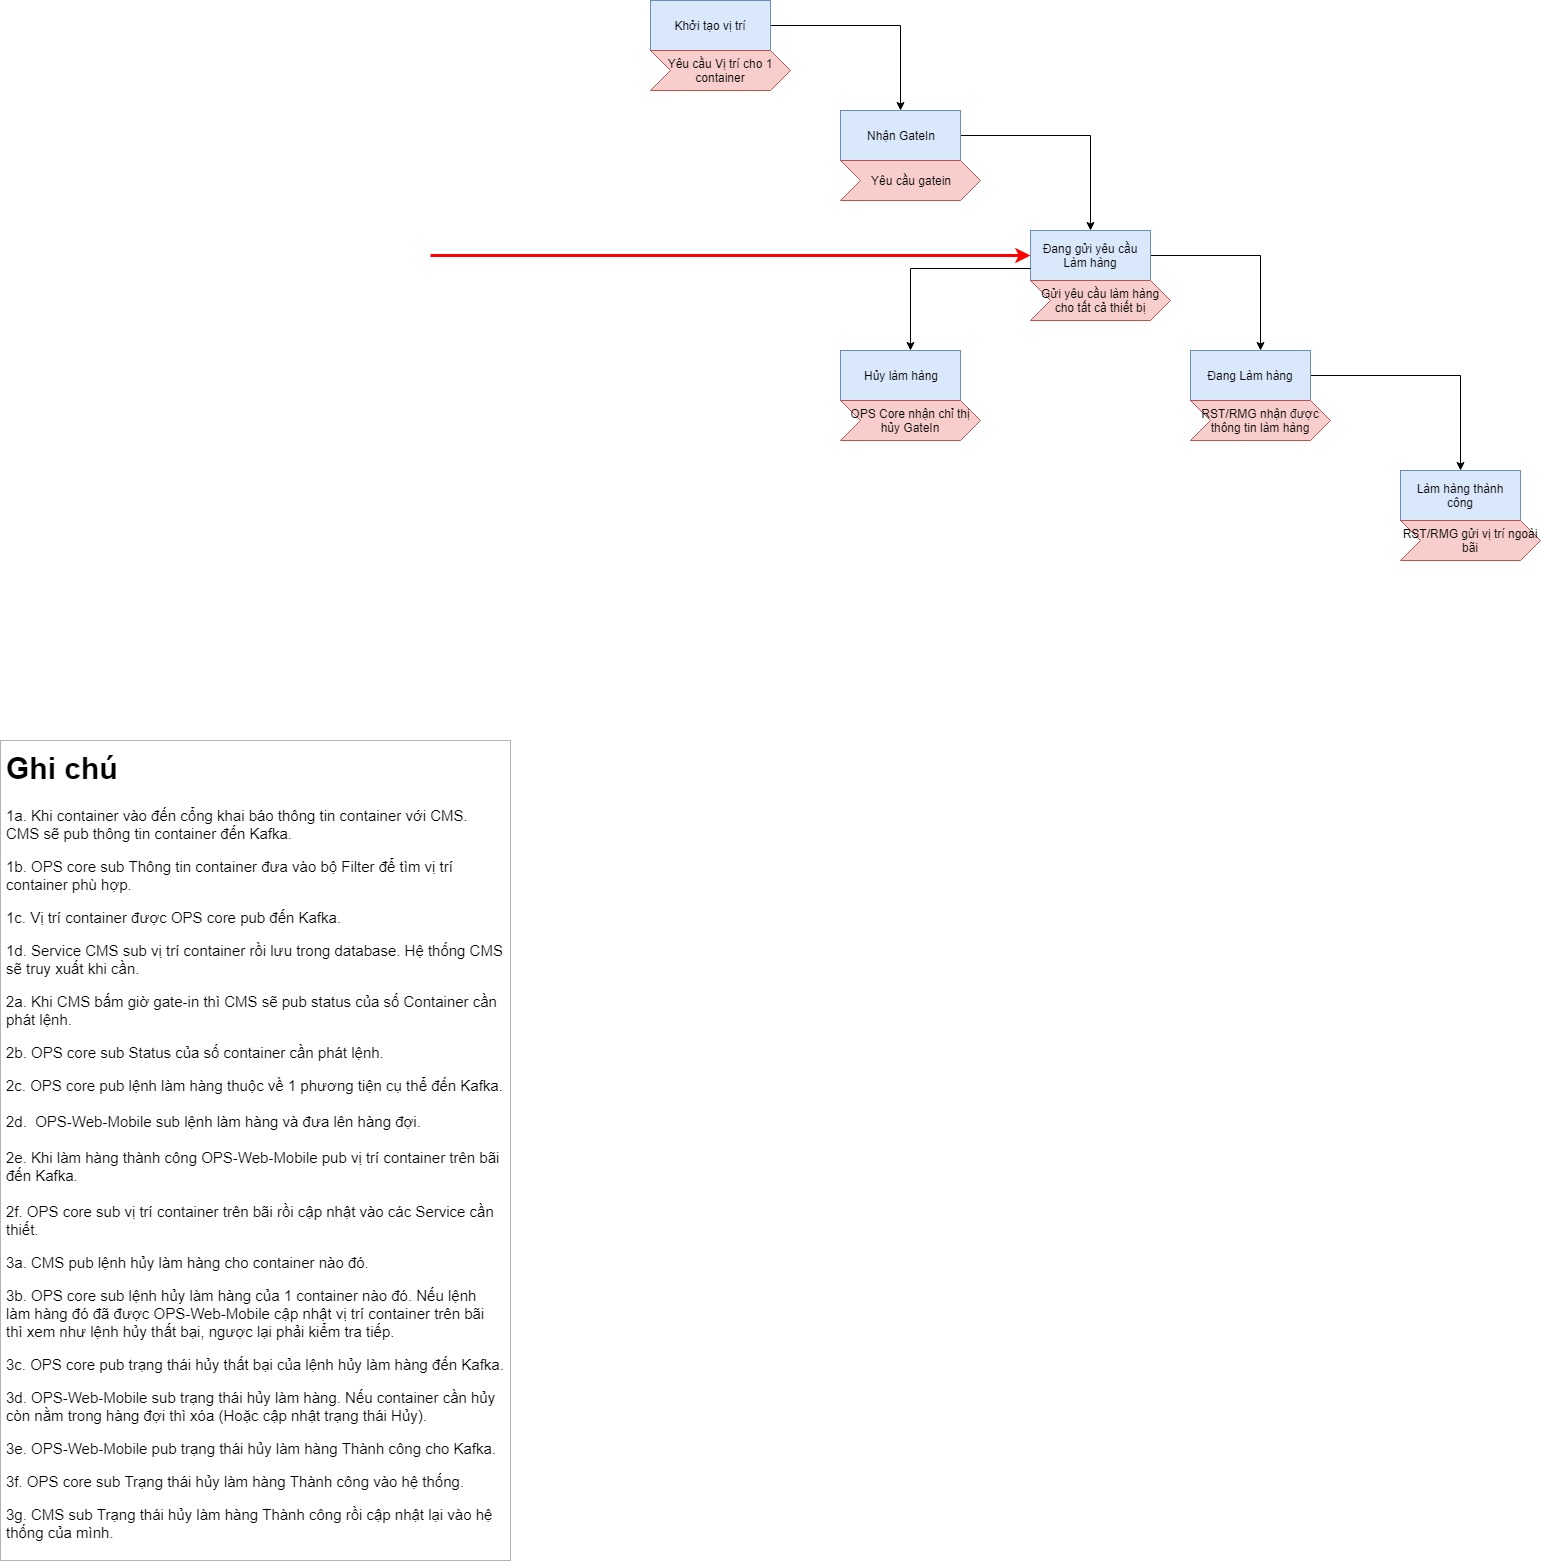 Khởi tạo vị trí
Yêu cầu Vị trí cho 1
container
Nhận GateIn
Yêu cầu gatein
Đang gửi yêu cầu
Làm hàng
Gửi yêu cầu làm hàng
cho tất cả thiết bị
Hủy làm hàng
OPS Core nhận chỉ thị
hủy GateIn
Đang Làm hàng
RST/RMG nhận được
thông tin làm hàng
Làm hàng thành
công
RST/RMG gửi vị trí ngoài
bãi
Ghi chú
1a. Khi container vào đến cổng khai báo thông tin container với CMS.
CMS sẽ pub thông tin container đến Kafka.
1b. OPS core sub Thông tin container đưa vào bộ Filter để tìm vị trí
container phù hợp.
1c. Vị trí container được OPS core pub đến Kafka.
1d. Service CMS sub vị trí container rồi lưu trong database. Hệ thống CMS
sẽ truy xuất khi cần.
2a. Khi CMS bấm giờ gate-in thì CMS sẽ pub status của số Container cần
phát lệnh.
2b. OPS core sub Status của số container cần phát lệnh.
2c. OPS core pub lệnh làm hàng thuộc về 1 phương tiện cụ thể đến Kafka.
2d.  OPS-Web-Mobile sub lệnh làm hàng và đưa lên hàng đợi.
2e. Khi làm hàng thành công OPS-Web-Mobile pub vị trí container trên bãi
đến Kafka.
2f. OPS core sub vị trí container trên bãi rồi cập nhật vào các Service cần
thiết.
3a. CMS pub lệnh hủy làm hàng cho container nào đó.
3b. OPS core sub lệnh hủy làm hàng của 1 container nào đó. Nếu lệnh
làm hàng đó đã được OPS-Web-Mobile cập nhật vị trí container trên bãi
thì xem như lệnh hủy thất bại, ngược lại phải kiểm tra tiếp.
3c. OPS core pub trạng thái hủy thất bại của lệnh hủy làm hàng đến Kafka.
3d. OPS-Web-Mobile sub trạng thái hủy làm hàng. Nếu container cần hủy
còn nằm trong hàng đợi thì xóa (Hoặc cập nhật trạng thái Hủy).
3e. OPS-Web-Mobile pub trạng thái hủy làm hàng Thành công cho Kafka.
3f. OPS core sub Trạng thái hủy làm hàng Thành công vào hệ thống.
3g. CMS sub Trạng thái hủy làm hàng Thành công rồi cập nhật lại vào hệ
thống của mình.